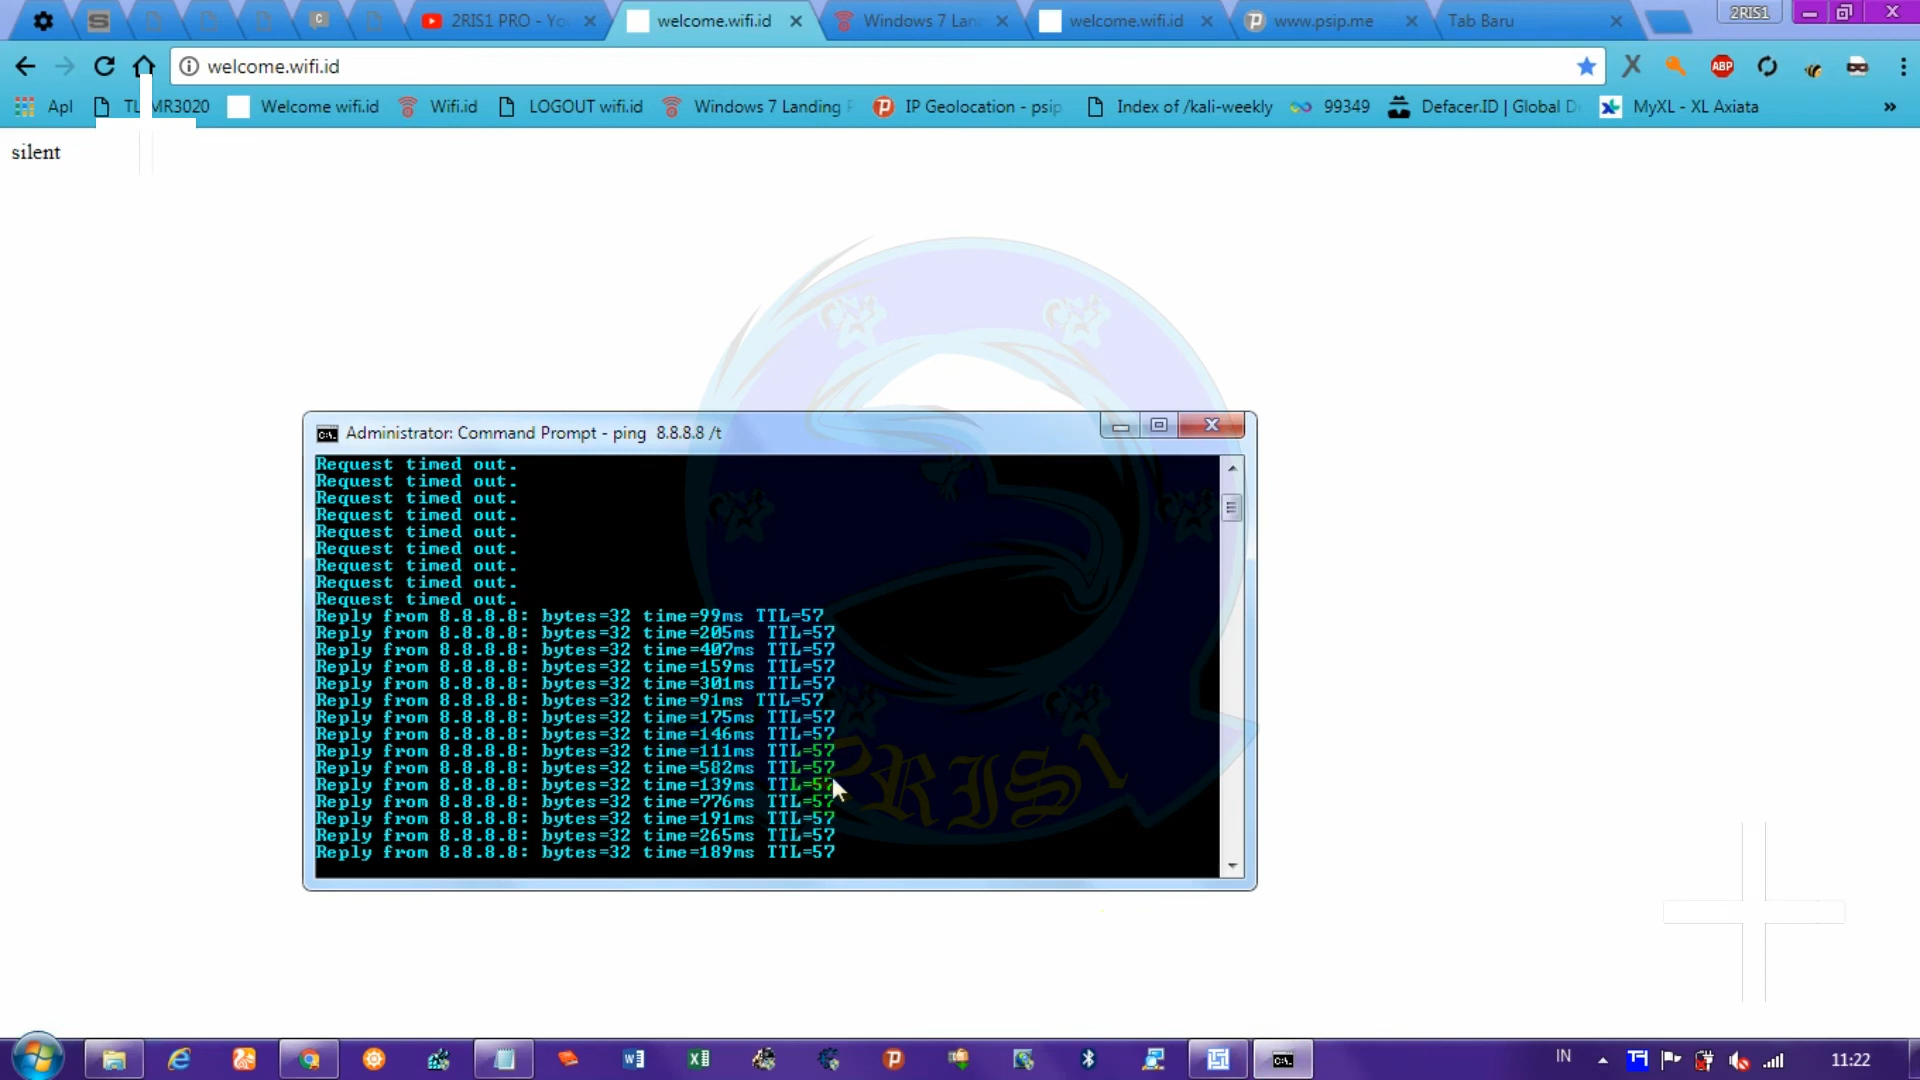 2RIS1 PRO - Yo
welcome.wifi.id
Windows 7 Lan
welcome.wifi.id
www.psip.me
Tab Baru
2RIS1
welcome.wifi.id
ABP
Apl
MR3020
Welcome wifi.id
Wifi.id
LOGOUT wifi.id
Windows 7 Landing
IP Geolocation - psip
Index of /kali-weekly
99349
Defacer.ID | Global D
MyXL - XL Axiata
silent
Administrator: Command Prompt - ping 8.8.8.8 /t
Request timed out.
Request timed out.
Request timed out.
Request timed out.
Request timed out.
Request timed out.
Request timed out.
Request timed out.
Request timed out.
Reply from 8.8.8.8: bytes=32 time=99ms TTL=57
Reply from 8.8.8.8: bytes=32 time=205ms TTL=57
Reply from 8.8.8.8: bytes=32 time=407ms TTL=57
Reply from 8.8.8.8: bytes=32 time=159ms TTL=57
Reply from 8.8.8.8: bytes=32 time=301ms TTL=57
Reply from 8.8.8.8: bytes=32 time=91ms TTL=57
Reply from 8.8.8.8: bytes=32 time=175ms TTL=57
Reply from 8.8.8.8: bytes=32 time=146ms TTL=57
Reply from 8.8.8.8: bytes=32 time=111ms TTL=57
Reply from 8.8.8.8: bytes=32 time=582ms TTL=57
Reply from 8.8.8.8: bytes=32 time=139ms TTL=57
Reply from 8.8.8.8: bytes=32 time=776ms TTL=57
Reply from 8.8.8.8: bytes=32 time=191ms TTL=57
Reply from 8.8.8.8: bytes=32 time=265ms TTL=57
Reply from 8.8.8.8: bytes=32 time=189ms TTL=57
2RIS1
IN
11:22